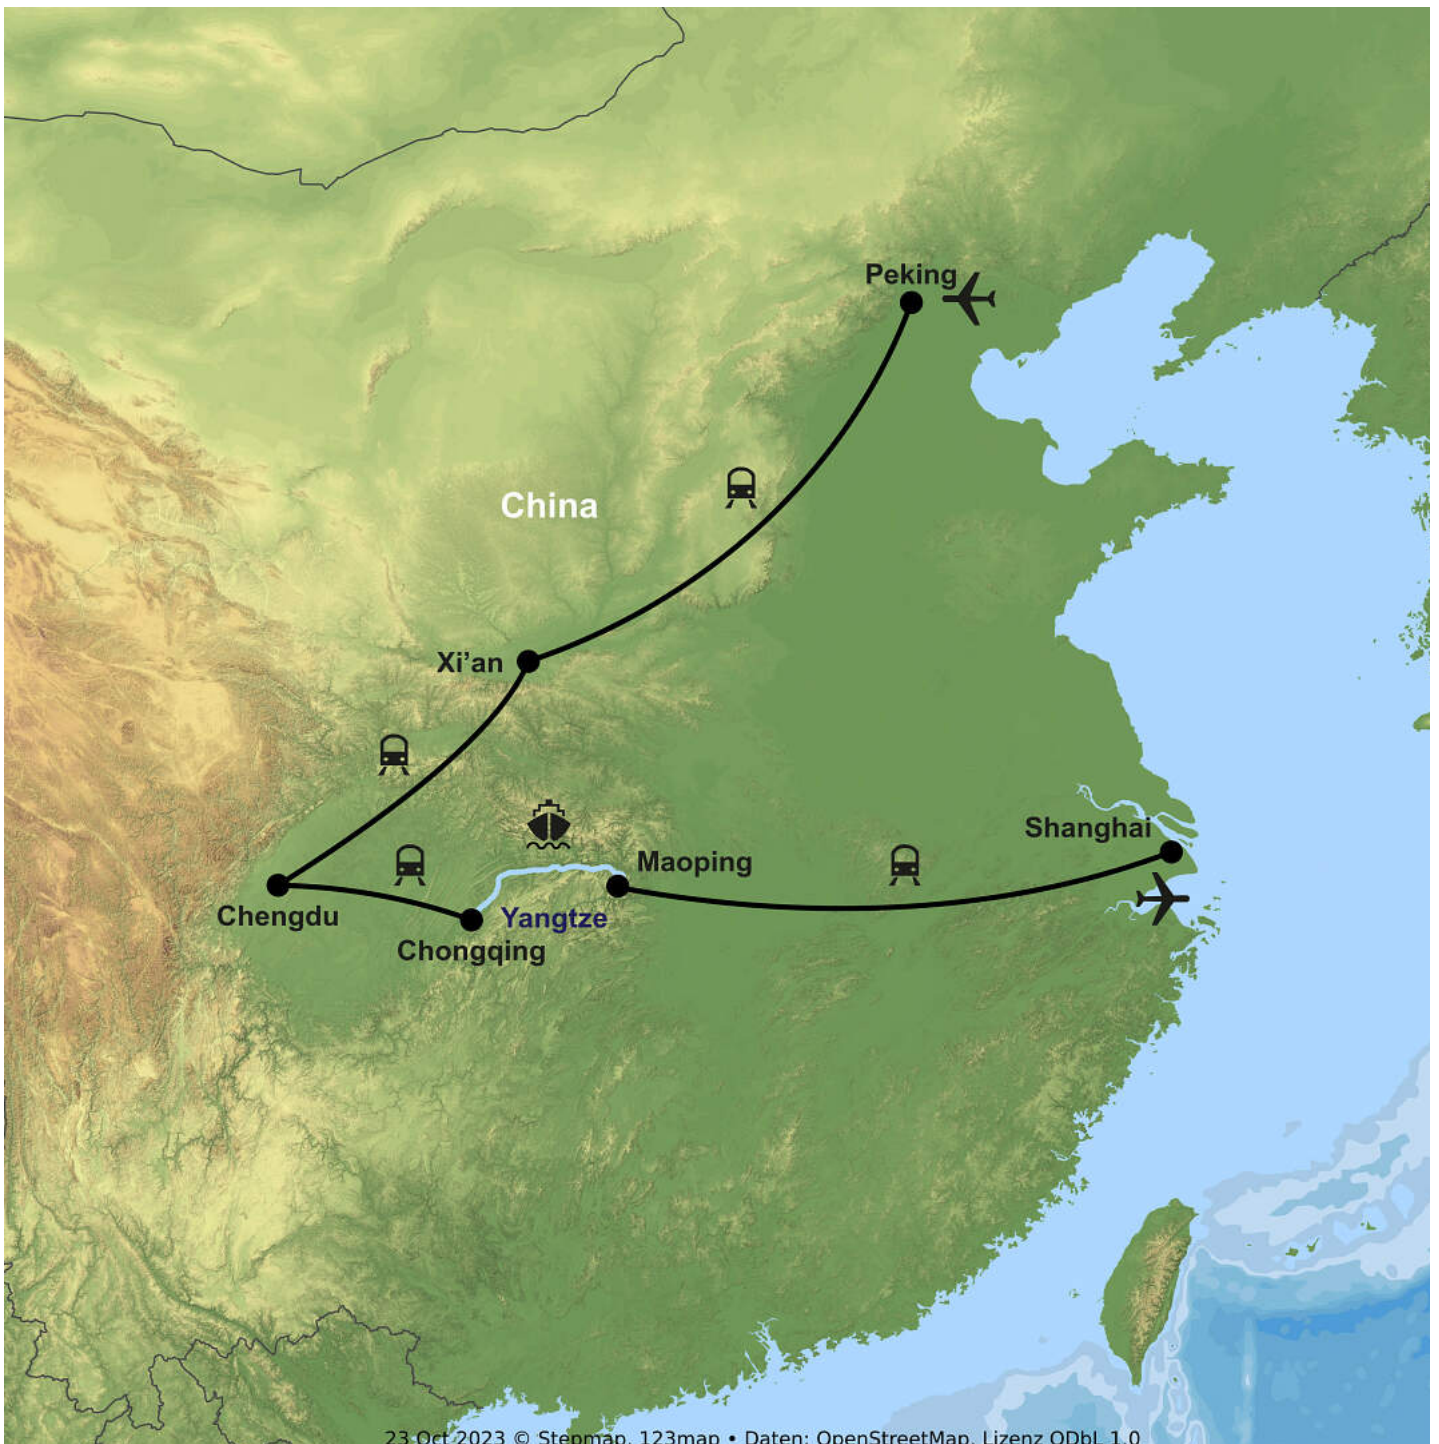 Peking
China
Xi’an
Shanghai
Maoping
Chengdu
Yangtze
Chongqing
23 Oct 2023 © Stepmap, 123map • Daten: OpenStreetMap, Lizenz ODbL 1.0